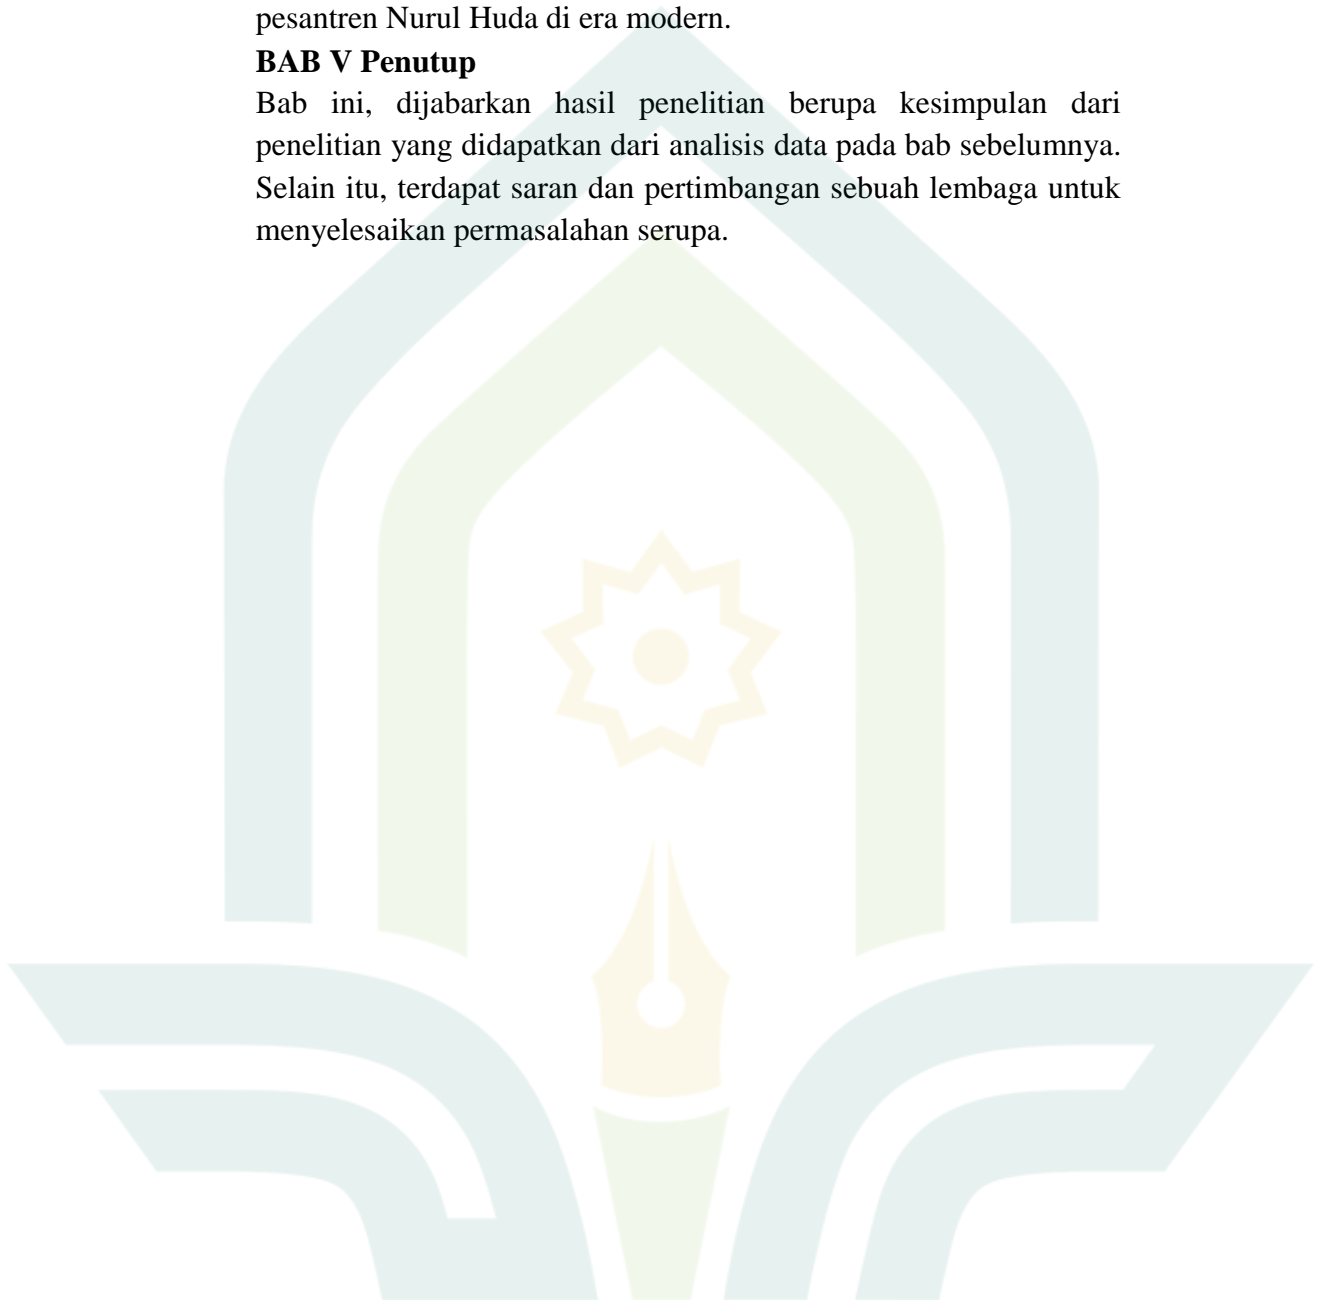 pesantren Nurul Huda di era modern.
BAB V Penutup
Bab ini, dijabarkan hasil penelitian berupa kesimpulan dari
penelitian yang didapatkan dari analisis data pada bab sebelumnya.
Selain itu, terdapat saran dan pertimbangan sebuah lembaga untuk
menyelesaikan permasalahan serupa.